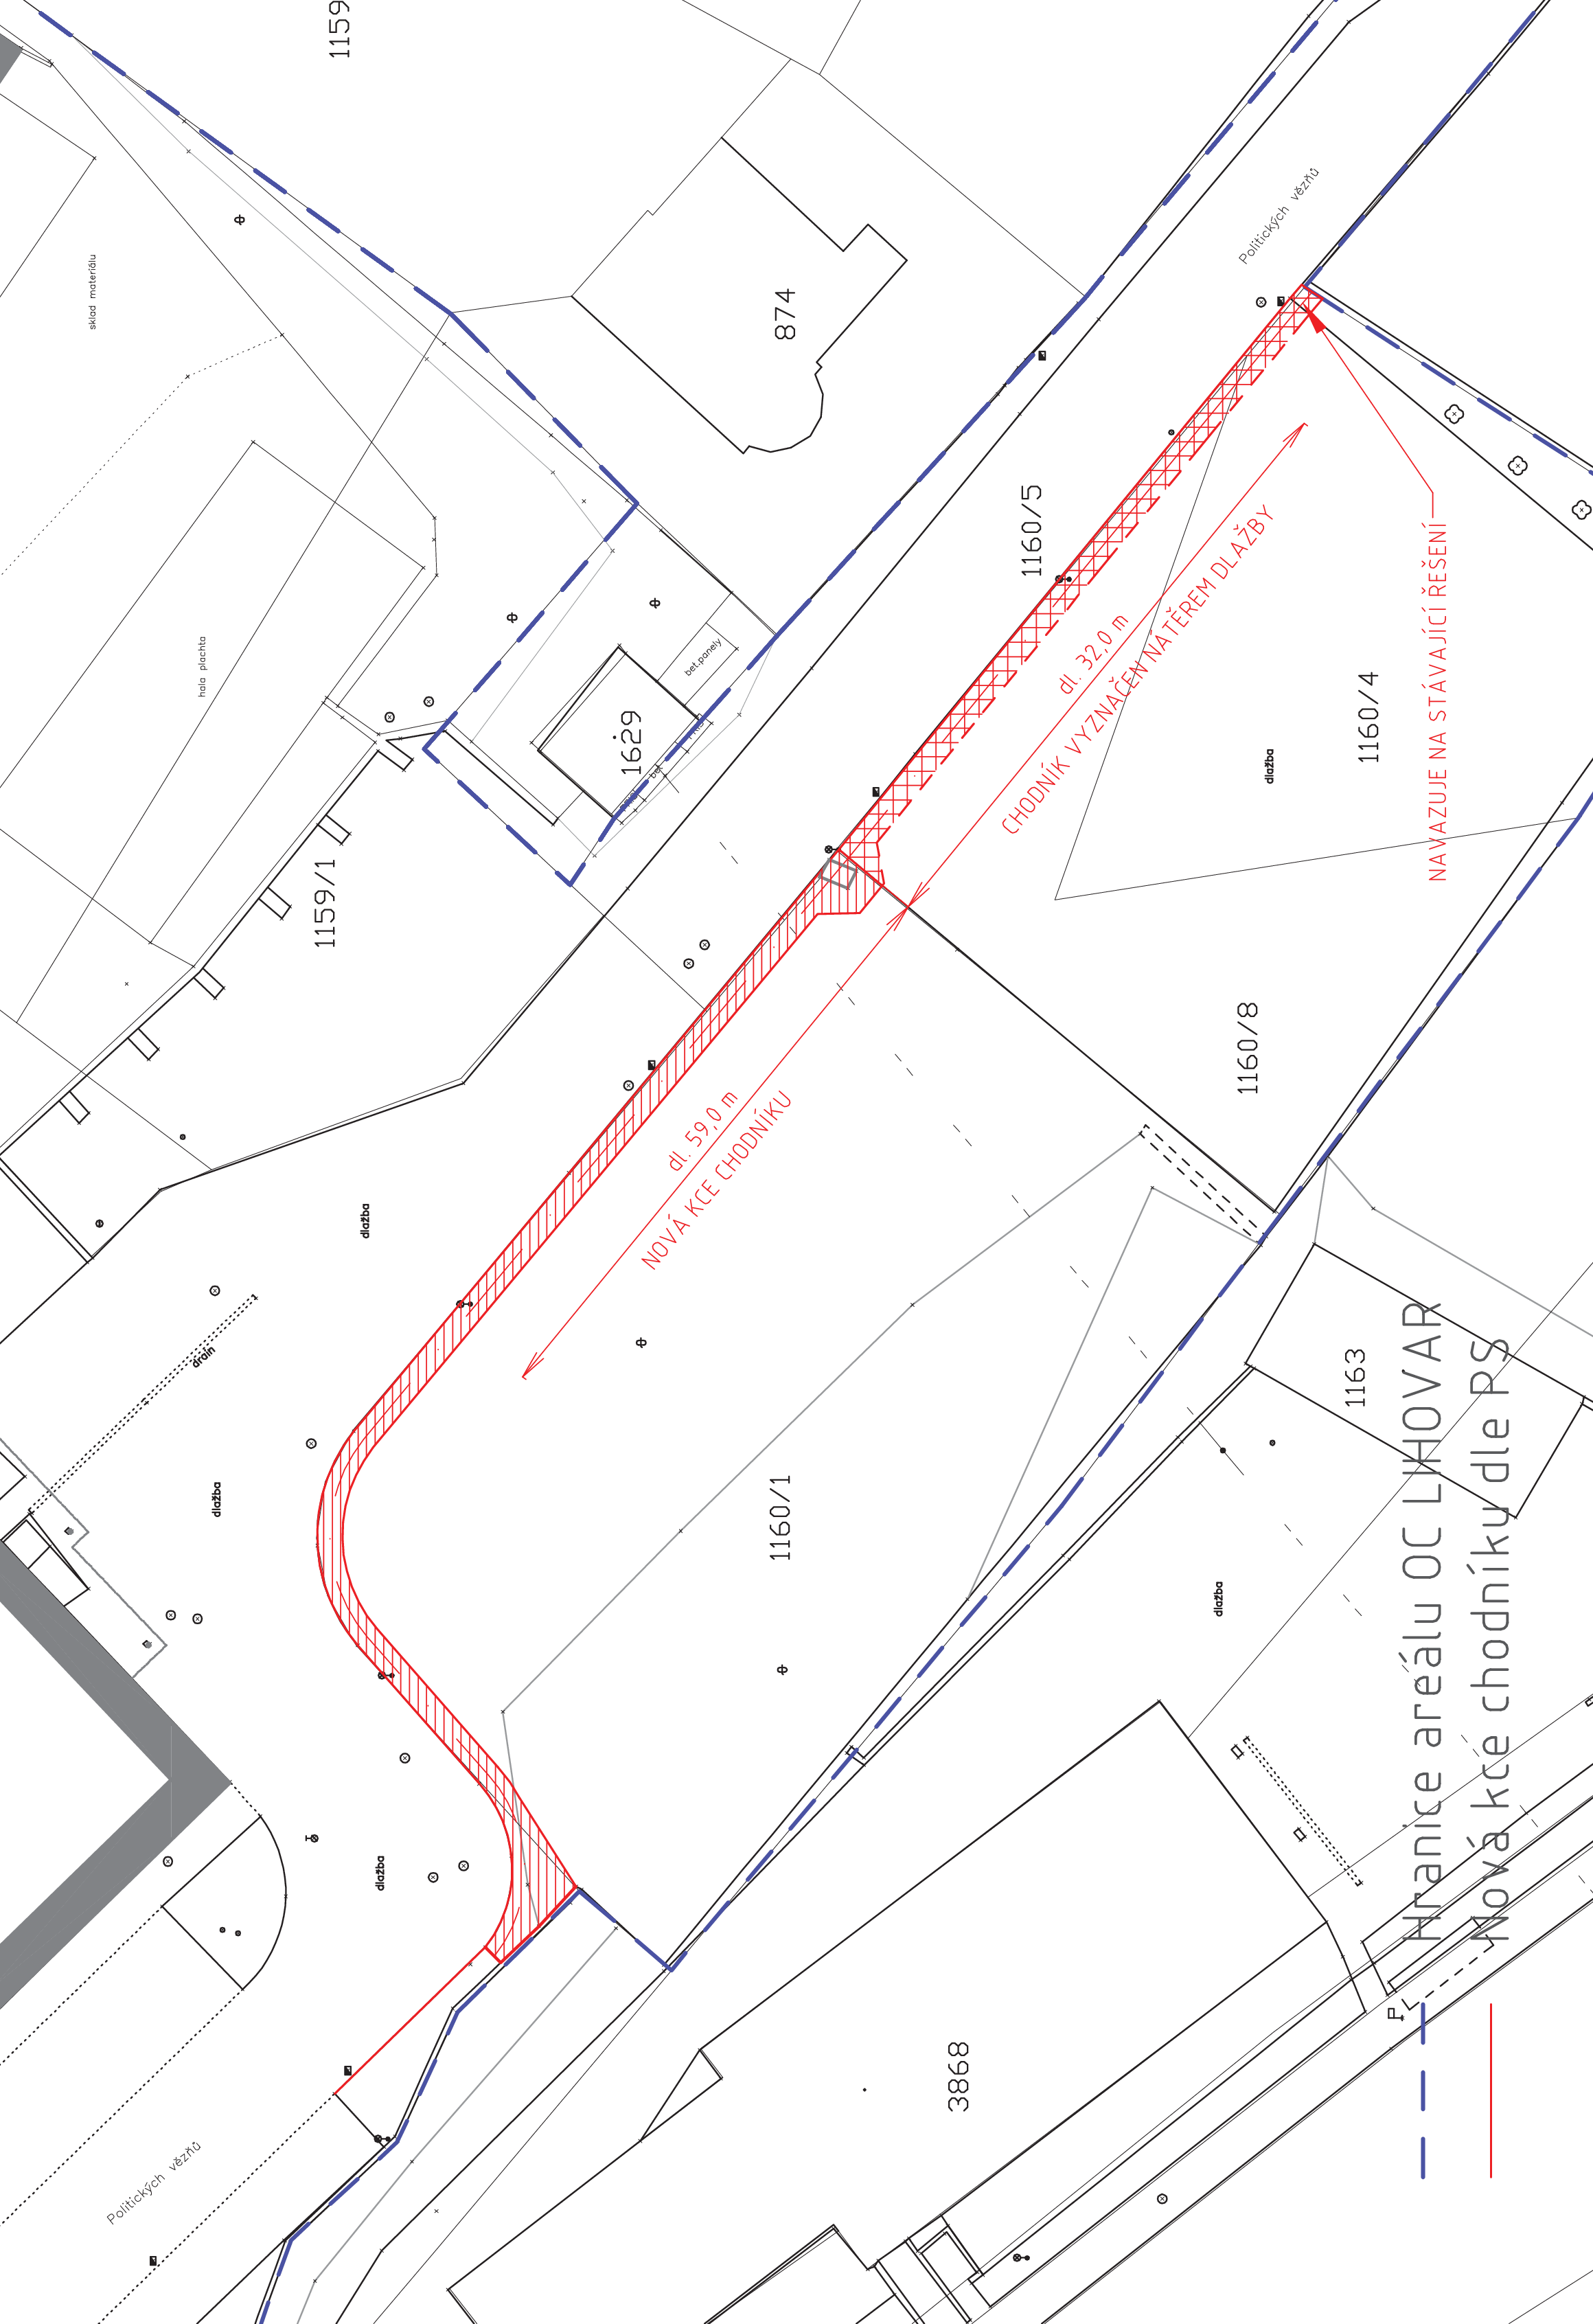 1159
sklad materiálu
Politických vězňů
874
1160/5
hala plachta
bet.panely
1629
dl. 32,0 m
CHODNÍK VYZNAČEN NÁTĚREM DLAŽBY
1160/4
dlažba
NAVAZUJE NA STÁVAJÍCÍ ŘEŠENÍ
1159/1
1160/8
dl. 59,0 m
NOVÁ KCE CHODNÍKU
dlažba
drain
dlažba
1160/1
1163
dlažba
dlažba
3868
Politických vězňů
Hranice areálu OC LIHOVAR
Nová kce chodníku dle PS